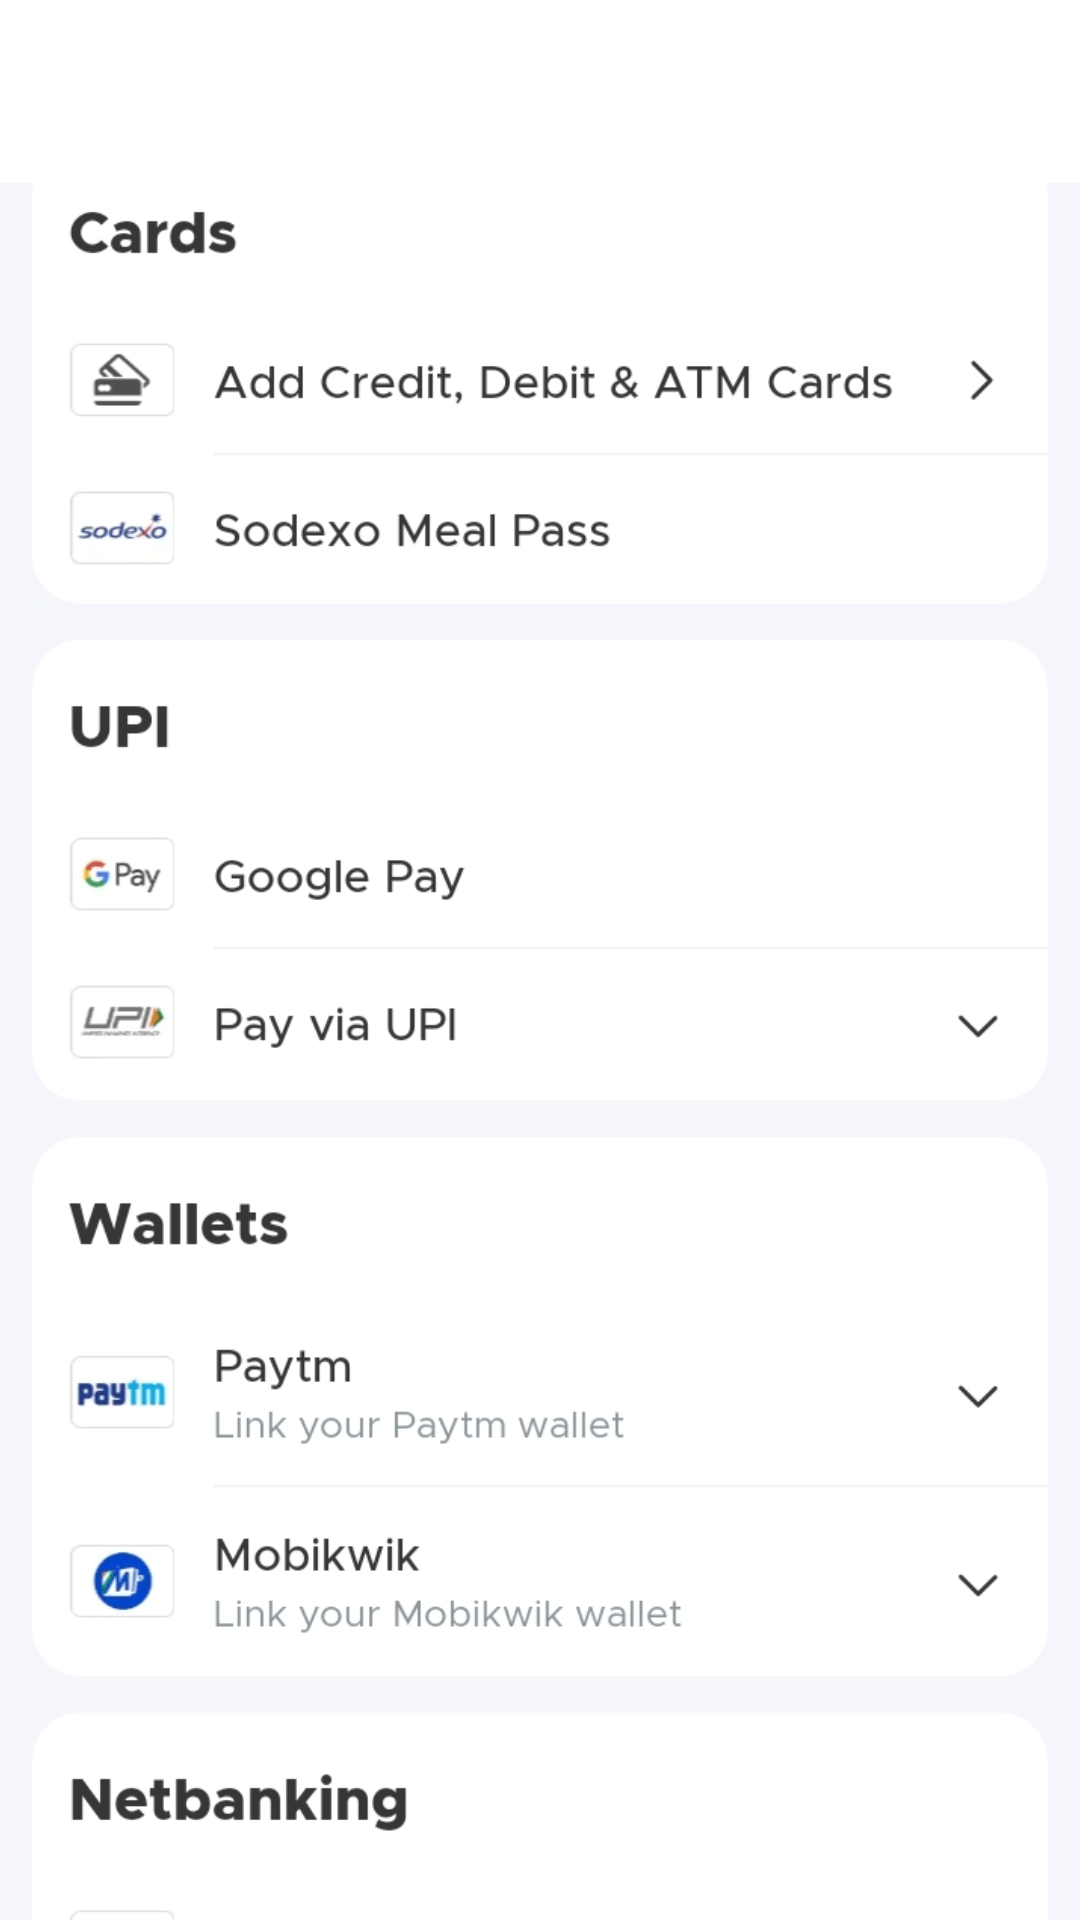 Cards
Add Credit, Debit & ATM Cards
sodexo
Sodexo Meal Pass
UPI
G Pay
Google Pay
UPI
Pay via UPI
Wallets
paytm
Paytm
Link your Paytm wallet
Mobikwik
Link your Mobikwik wallet
Netbanking